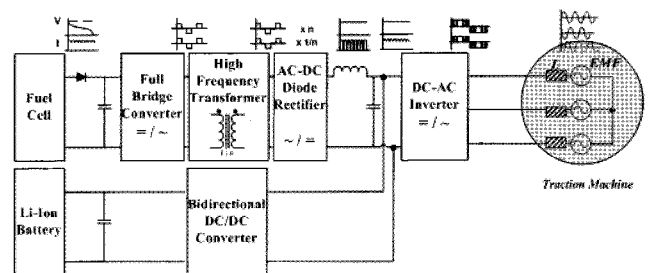 V
I
x n
x 1/n
Fuel
Cell
Full
Bridge
Converter
= / ~
High
Frequency
Transformer
1 : n
AC-DC
Diode
Rectifier
~ / =
DC-AC
Inverter
= / ~
L
EMF
Traction Machine
Li-Ion
Battery
Bidirectional
DC/DC
Converter